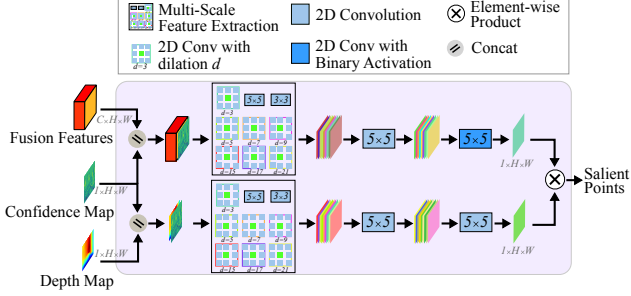 Multi-Scale
Feature Extraction
2D Convolution
Element-wise
Product
d=3
2D Conv with
dilation d
2D Conv with
Binary Activation
Concat
C×H×W
Fusion Features
1×H×W
Confidence Map
1×H×W
Depth Map
d=3
5×5
3×3
d=5
d=7
d=9
d=15
d=17
d=21
5×5
5×5
1×H×W
d=3
5×5
3×3
d=5
d=7
d=9
d=15
d=17
d=21
5×5
5×5
1×H×W
Salient
Points